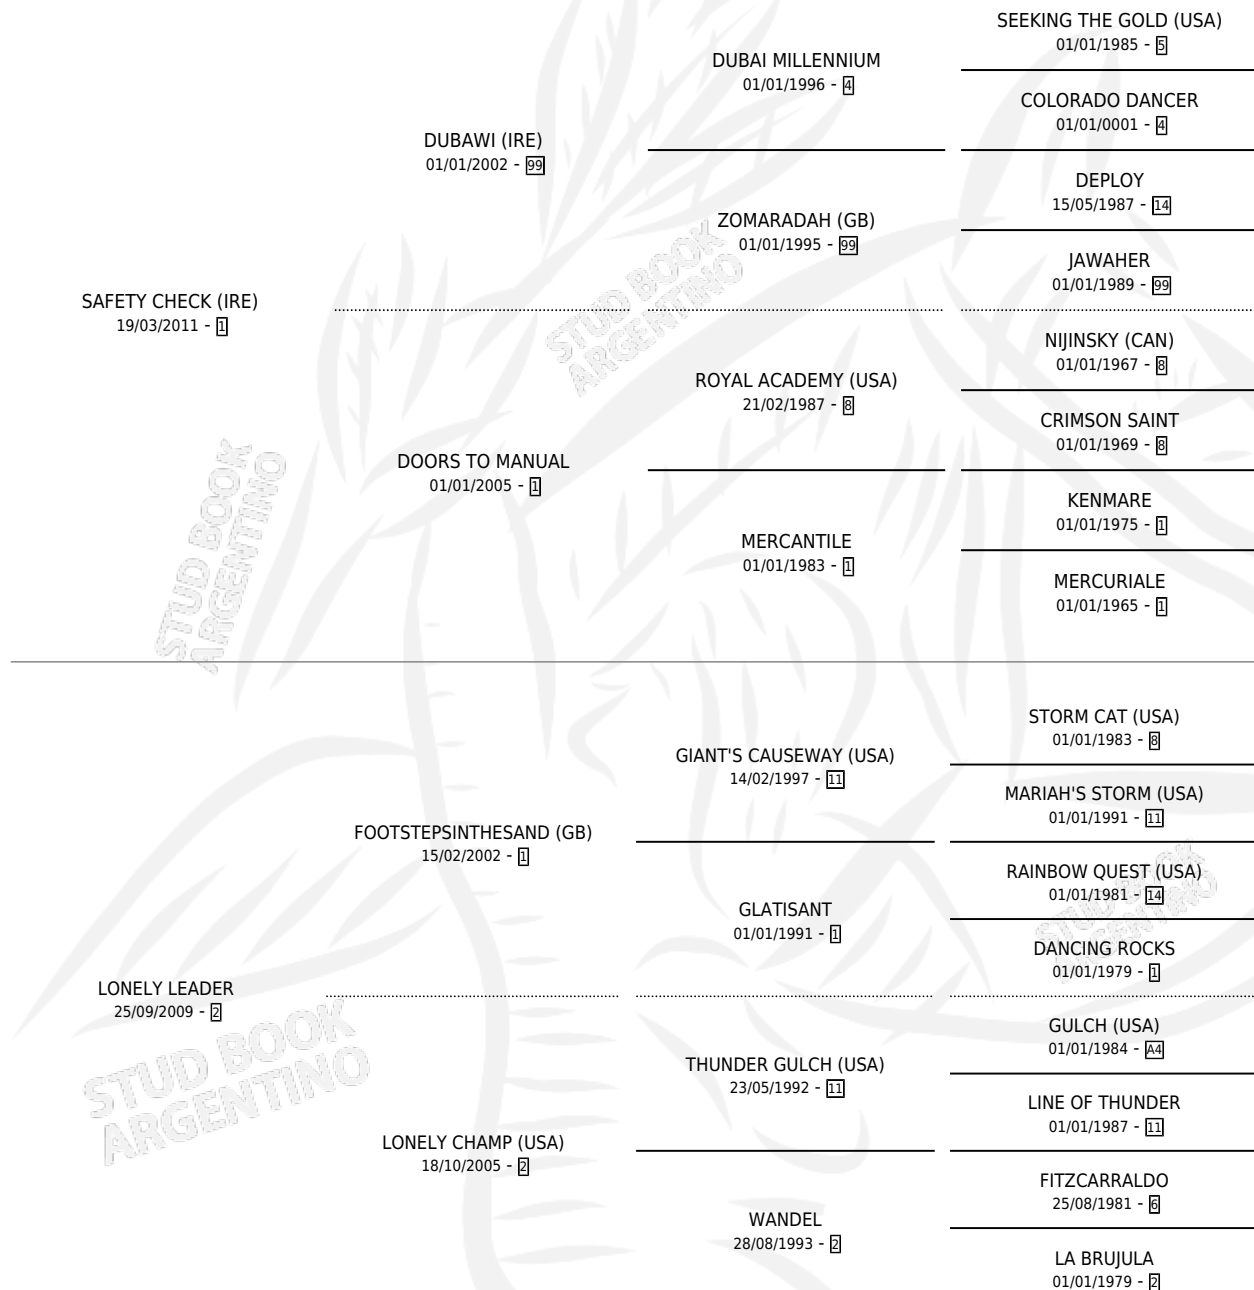 SEEKING THE GOLD (USA)
01/01/1985 - 5
DUBAI MILLENNIUM
01/01/1996 - 4
COLORADO DANCER
01/01/0001 - 4
DUBAWI (IRE)
01/01/2002 - 99
DEPLOY
15/05/1987 - 14
ZOMARADAH (GB)
01/01/1995 - 99
JAWAHER
01/01/1989 - 99
SAFETY CHECK (IRE)
19/03/2011 - 1
NIJINSKY (CAN)
01/01/1967 - 8
ROYAL ACADEMY (USA)
21/02/1987 - 8
CRIMSON SAINT
01/01/1969 - 8
DOORS TO MANUAL
01/01/2005 - 1
KENMARE
01/01/1975 - 1
MERCANTILE
01/01/1983 - 1
MERCURIALE
01/01/1965 - 1
STUD BOOK
ARGENTINO
STUD BOOK
ARGENTINO
STORM CAT (USA)
01/01/1983 - 8
GIANT'S CAUSEWAY (USA)
14/02/1997 - 11
MARIAH'S STORM (USA)
01/01/1991 - 11
FOOTSTEPSINTHESAND (GB)
15/02/2002 - 1
RAINBOW QUEST (USA)
01/01/1981 - 14
GLATISANT
01/01/1991 - 1
DANCING ROCKS
01/01/1979 - 1
LONELY LEADER
25/09/2009 - 2
GULCH (USA)
01/01/1984 - A4
THUNDER GULCH (USA)
23/05/1992 - 11
LINE OF THUNDER
01/01/1987 - 11
LONELY CHAMP (USA)
18/10/2005 - 2
FITZCARRALDO
25/08/1981 - 6
WANDEL
28/08/1993 - 2
LA BRUJULA
01/01/1979 - 2
STUD BOOK
ARGENTINO
STUD BOOK
ARGENTINO